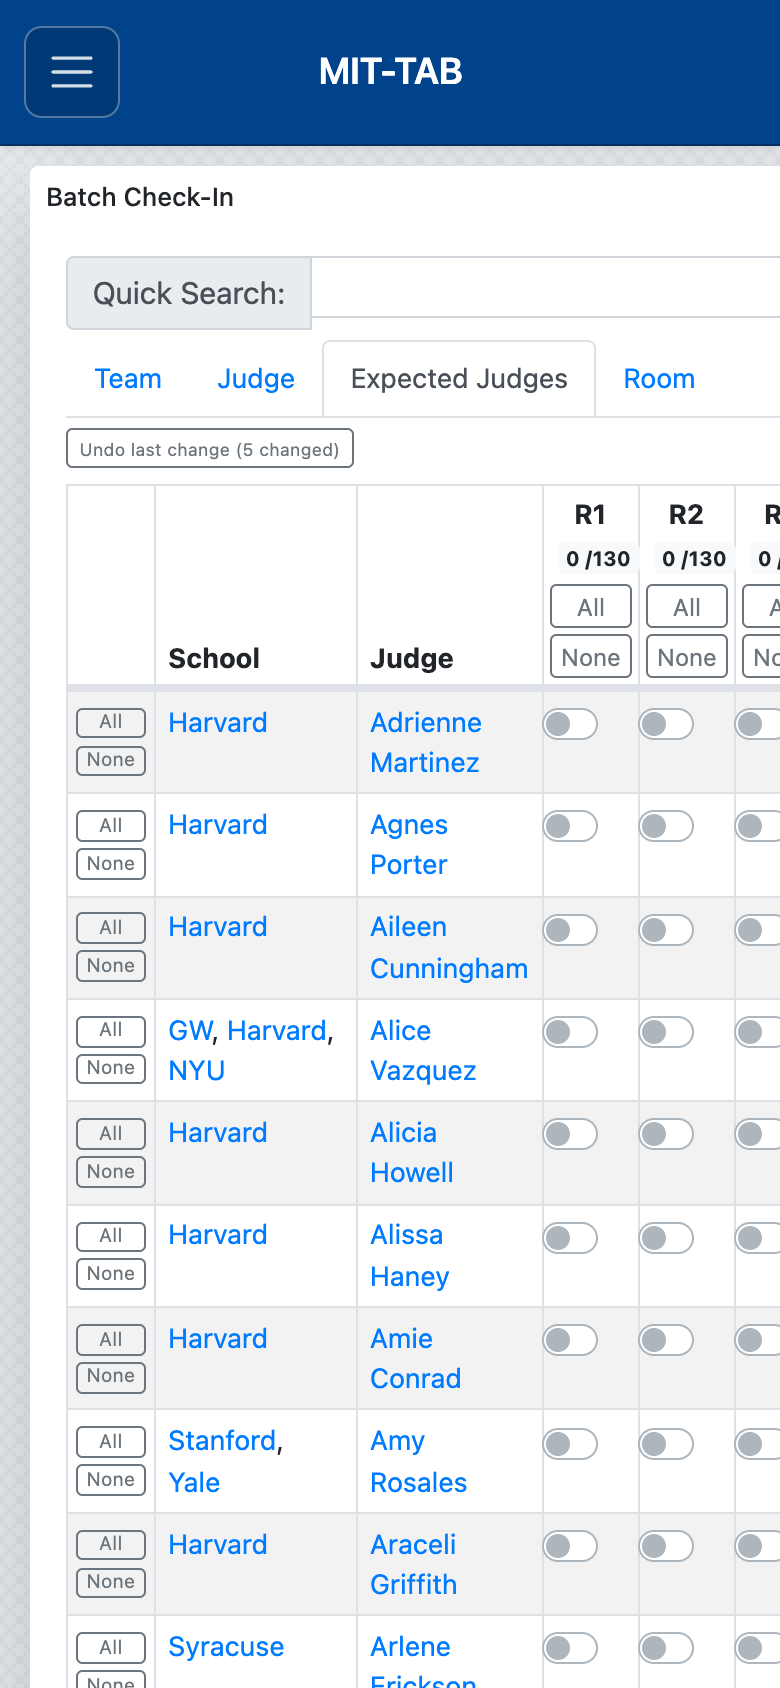 MIT-TAB
Batch Check-In
Quick Search:
Team Judge Expected Judges Room
Undo last change (5 changed)
R1 R2
0 /130 0 /130 0
All All
None None
School Judge
All Harvard Adrienne
None Martinez
All Harvard Agnes
None Porter
All Harvard Aileen
None Cunningham
All GW, Harvard, Alice
None NYU Vazquez
All Harvard Alicia
None Howell
All Harvard Alissa
None Haney
All Harvard Amie
None Conrad
All Stanford, Amy
None Yale Rosales
All Harvard Araceli
None Griffith
All Syracuse Arlene
None Erickson